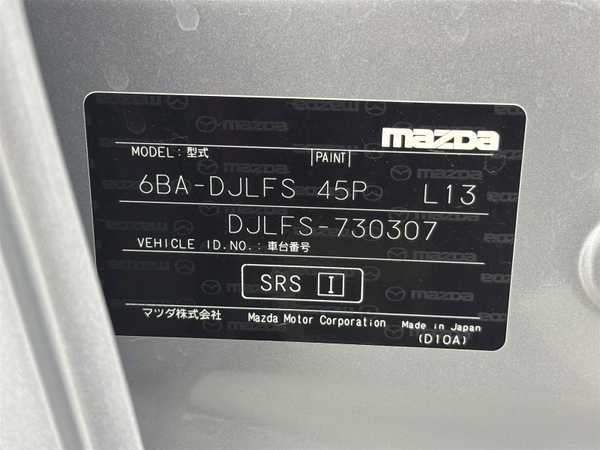 mazda
MODEL：型式 PAINT
6BA-DJLFS 45P L13
DJLFS-730307
VEHICLE ID.NO.：車台番号
SRS I
マツダ株式会社 Mazda Motor Corporation Made in Japan
(D10A)